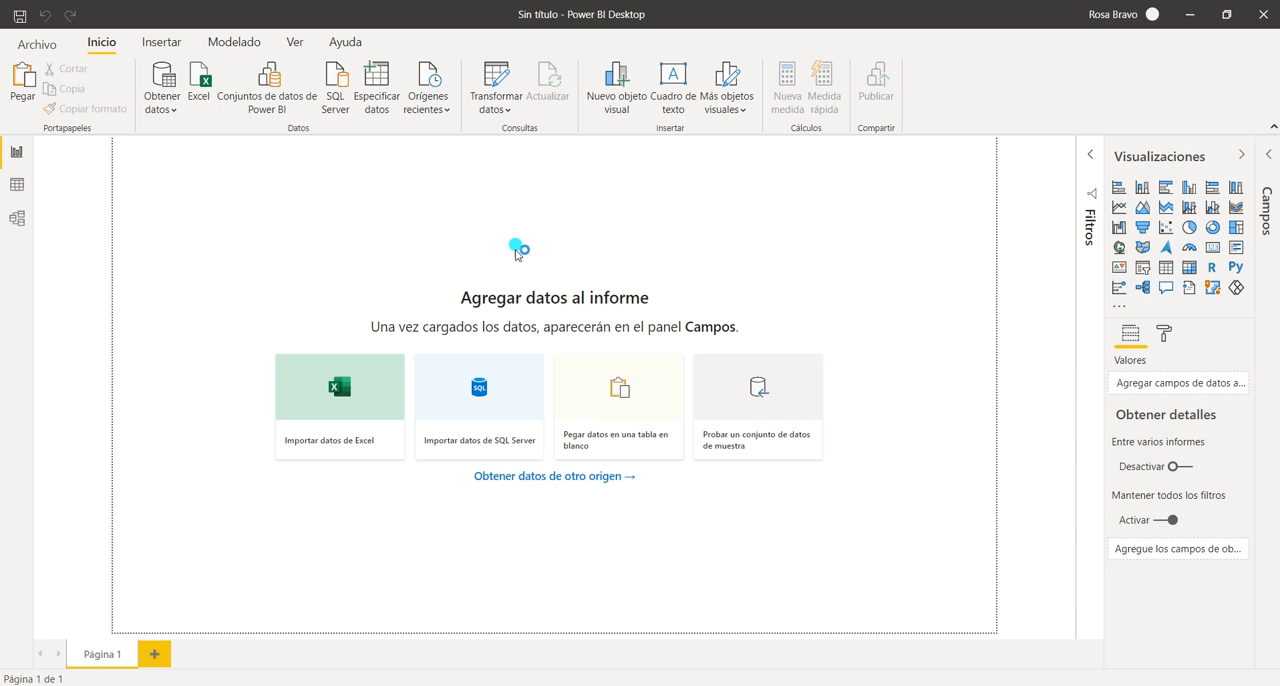 Sin título - Power BI Desktop
Rosa Bravo
Archivo
Inicio
Insertar
Modelado
Ver
Ayuda
Pegar
Cortar
Copia
Copiar formato
Portapapeles
Obtener datos
Excel
Conjuntos de datos de Power BI
SQL Server
Especificar datos
Orígenes recientes
Datos
Transformar datos
Actualizar
Consultas
Nuevo objeto visual
Cuadro de texto
Más objetos visuales
Insertar
Nueva medida
Medida rápida
Cálculos
Publicar
Compartir
Filtros
Visualizaciones
Campos
123
R
Py
Agregar datos al informe
Una vez cargados los datos, aparecerán en el panel Campos.
SQL
Importar datos de Excel
Importar datos de SQL Server
Pegar datos en una tabla en
blanco
Probar un conjunto de datos
de muestra
Obtener datos de otro origen →
Valores
Agregar campos de datos a...
Obtener detalles
Entre varios informes
Desactivar
Mantener todos los filtros
Activar
Agregue los campos de ob...
Página 1
Página 1 de 1